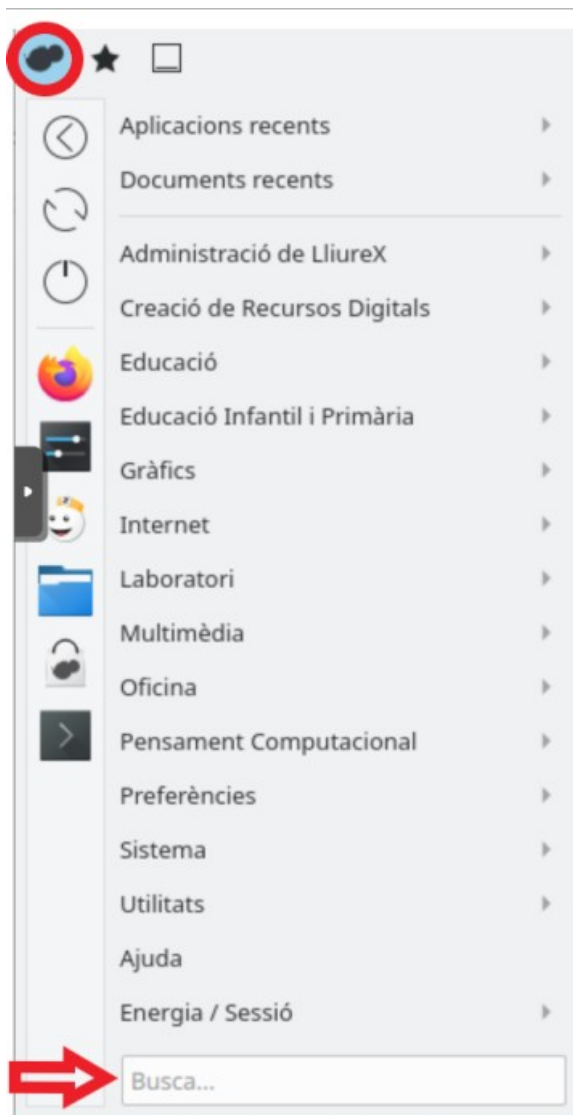 Aplicacions recents
Documents recents
Administració de LliureX
Creació de Recursos Digitals
Educació
Educació Infantil i Primària
Gràfics
Internet
Laboratori
Multimèdia
Oficina
Pensament Computacional
Preferències
Sistema
Utilitats
Ajuda
Energia / Sessió
Busca...